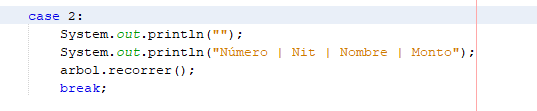 case 2:
System.out.println("");
System.out.println("Número | Nit | Nombre | Monto");
arbol.recorrer();
break;